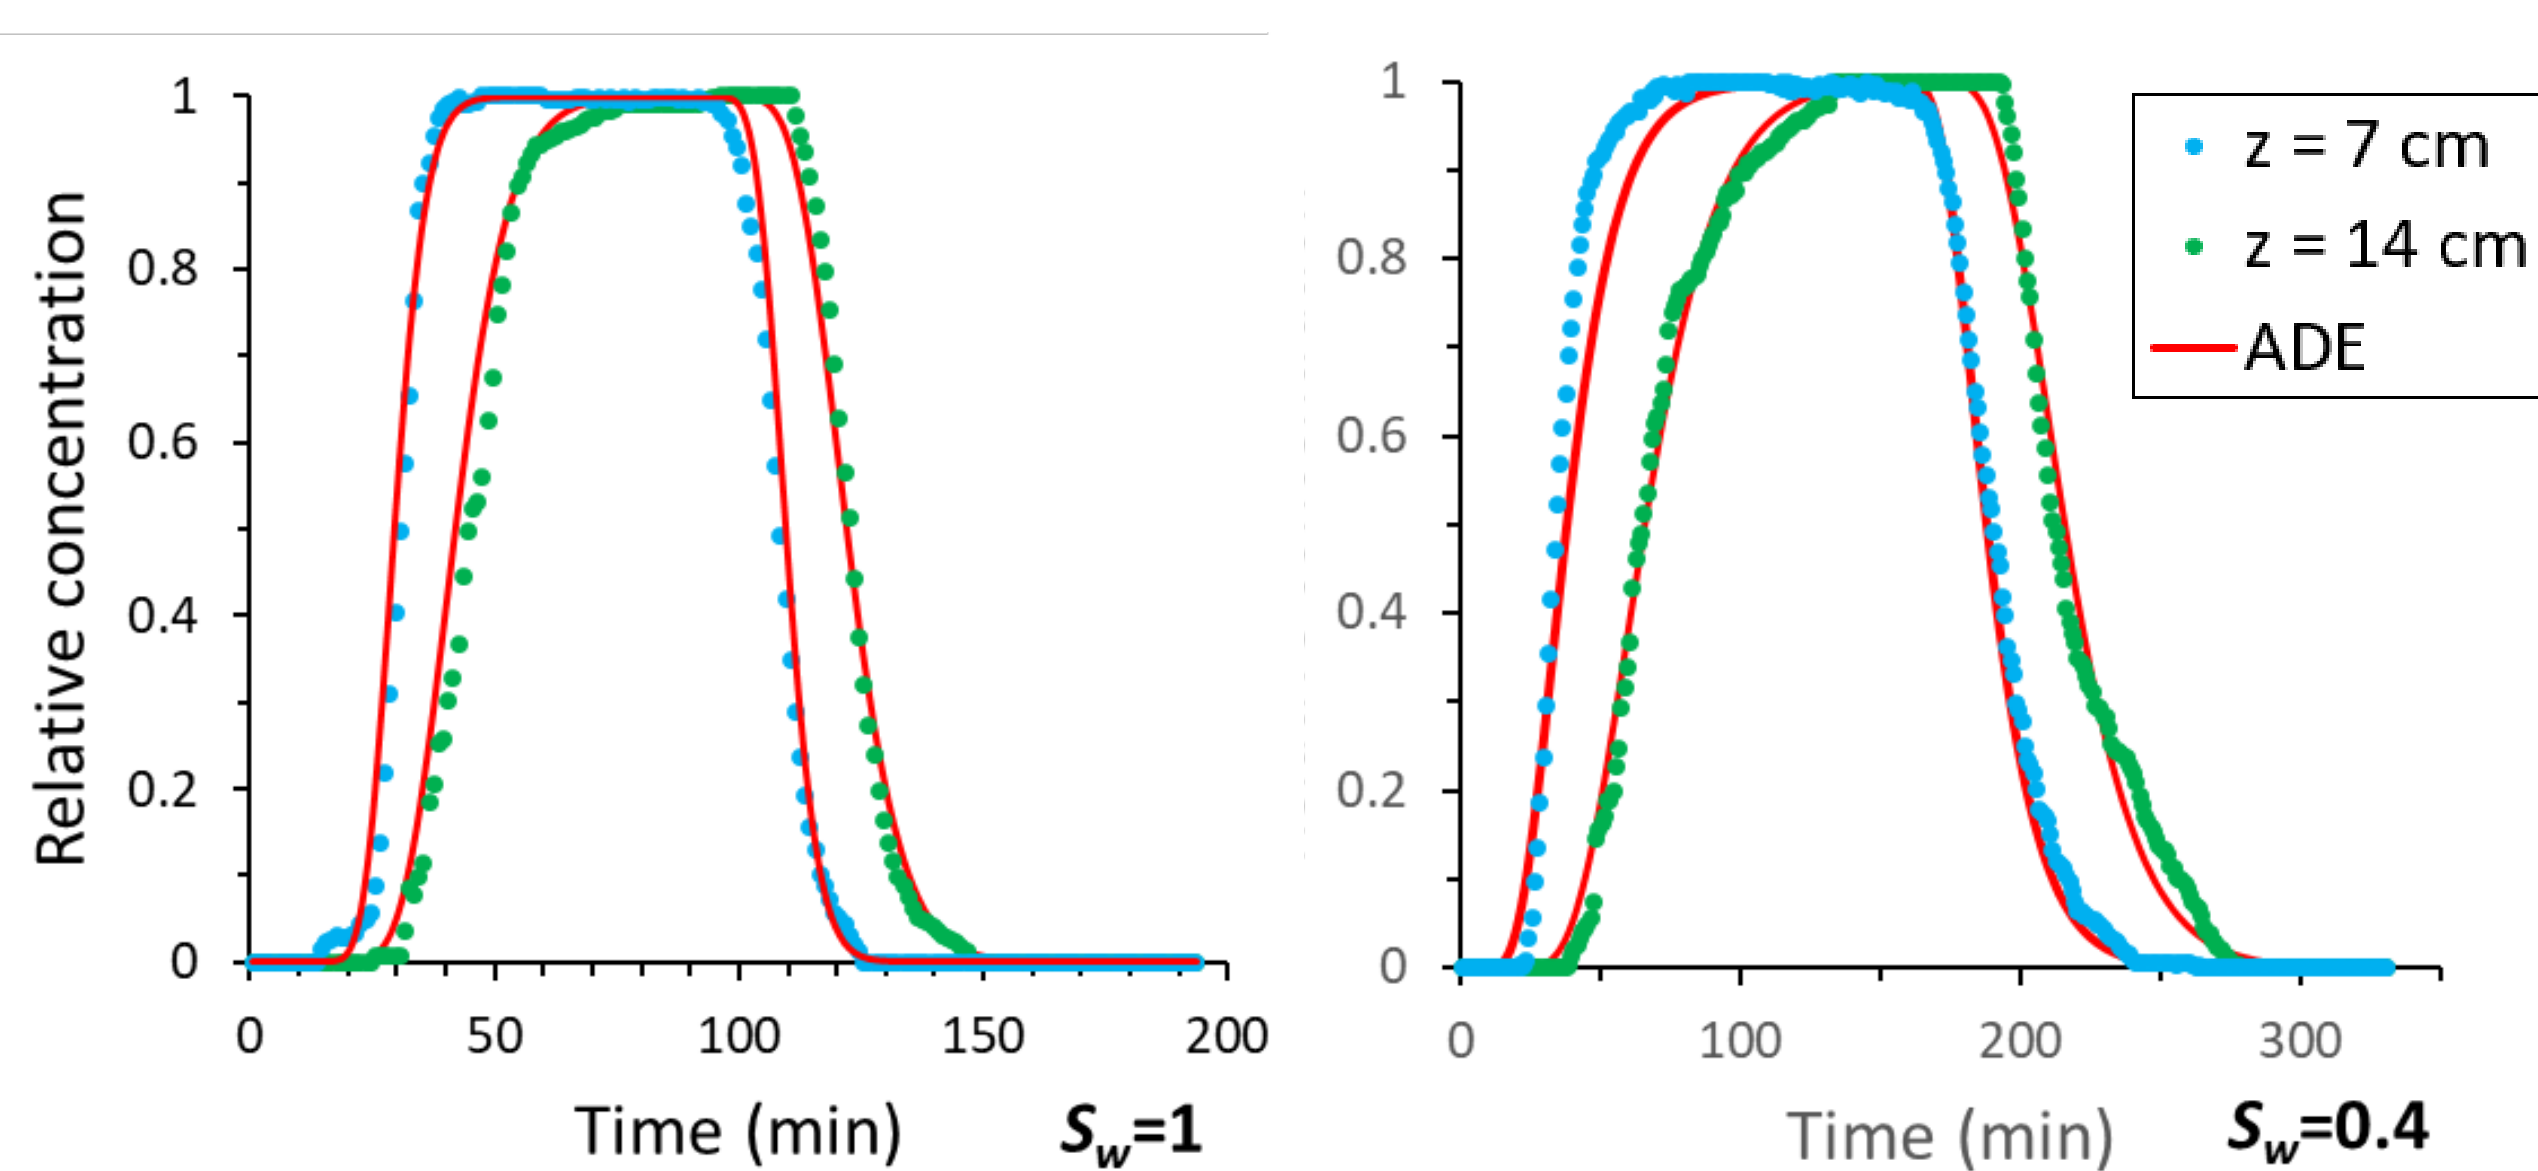 Relative concentration
1
0.8
0.6
0.4
0.2
0
0 50 100 150 200
Time (min) Sw=1
1
0.8
0.6
0.4
0.2
0
0 100 200 300
Time (min) Sw=0.4
z = 7 cm
z = 14 cm
ADE